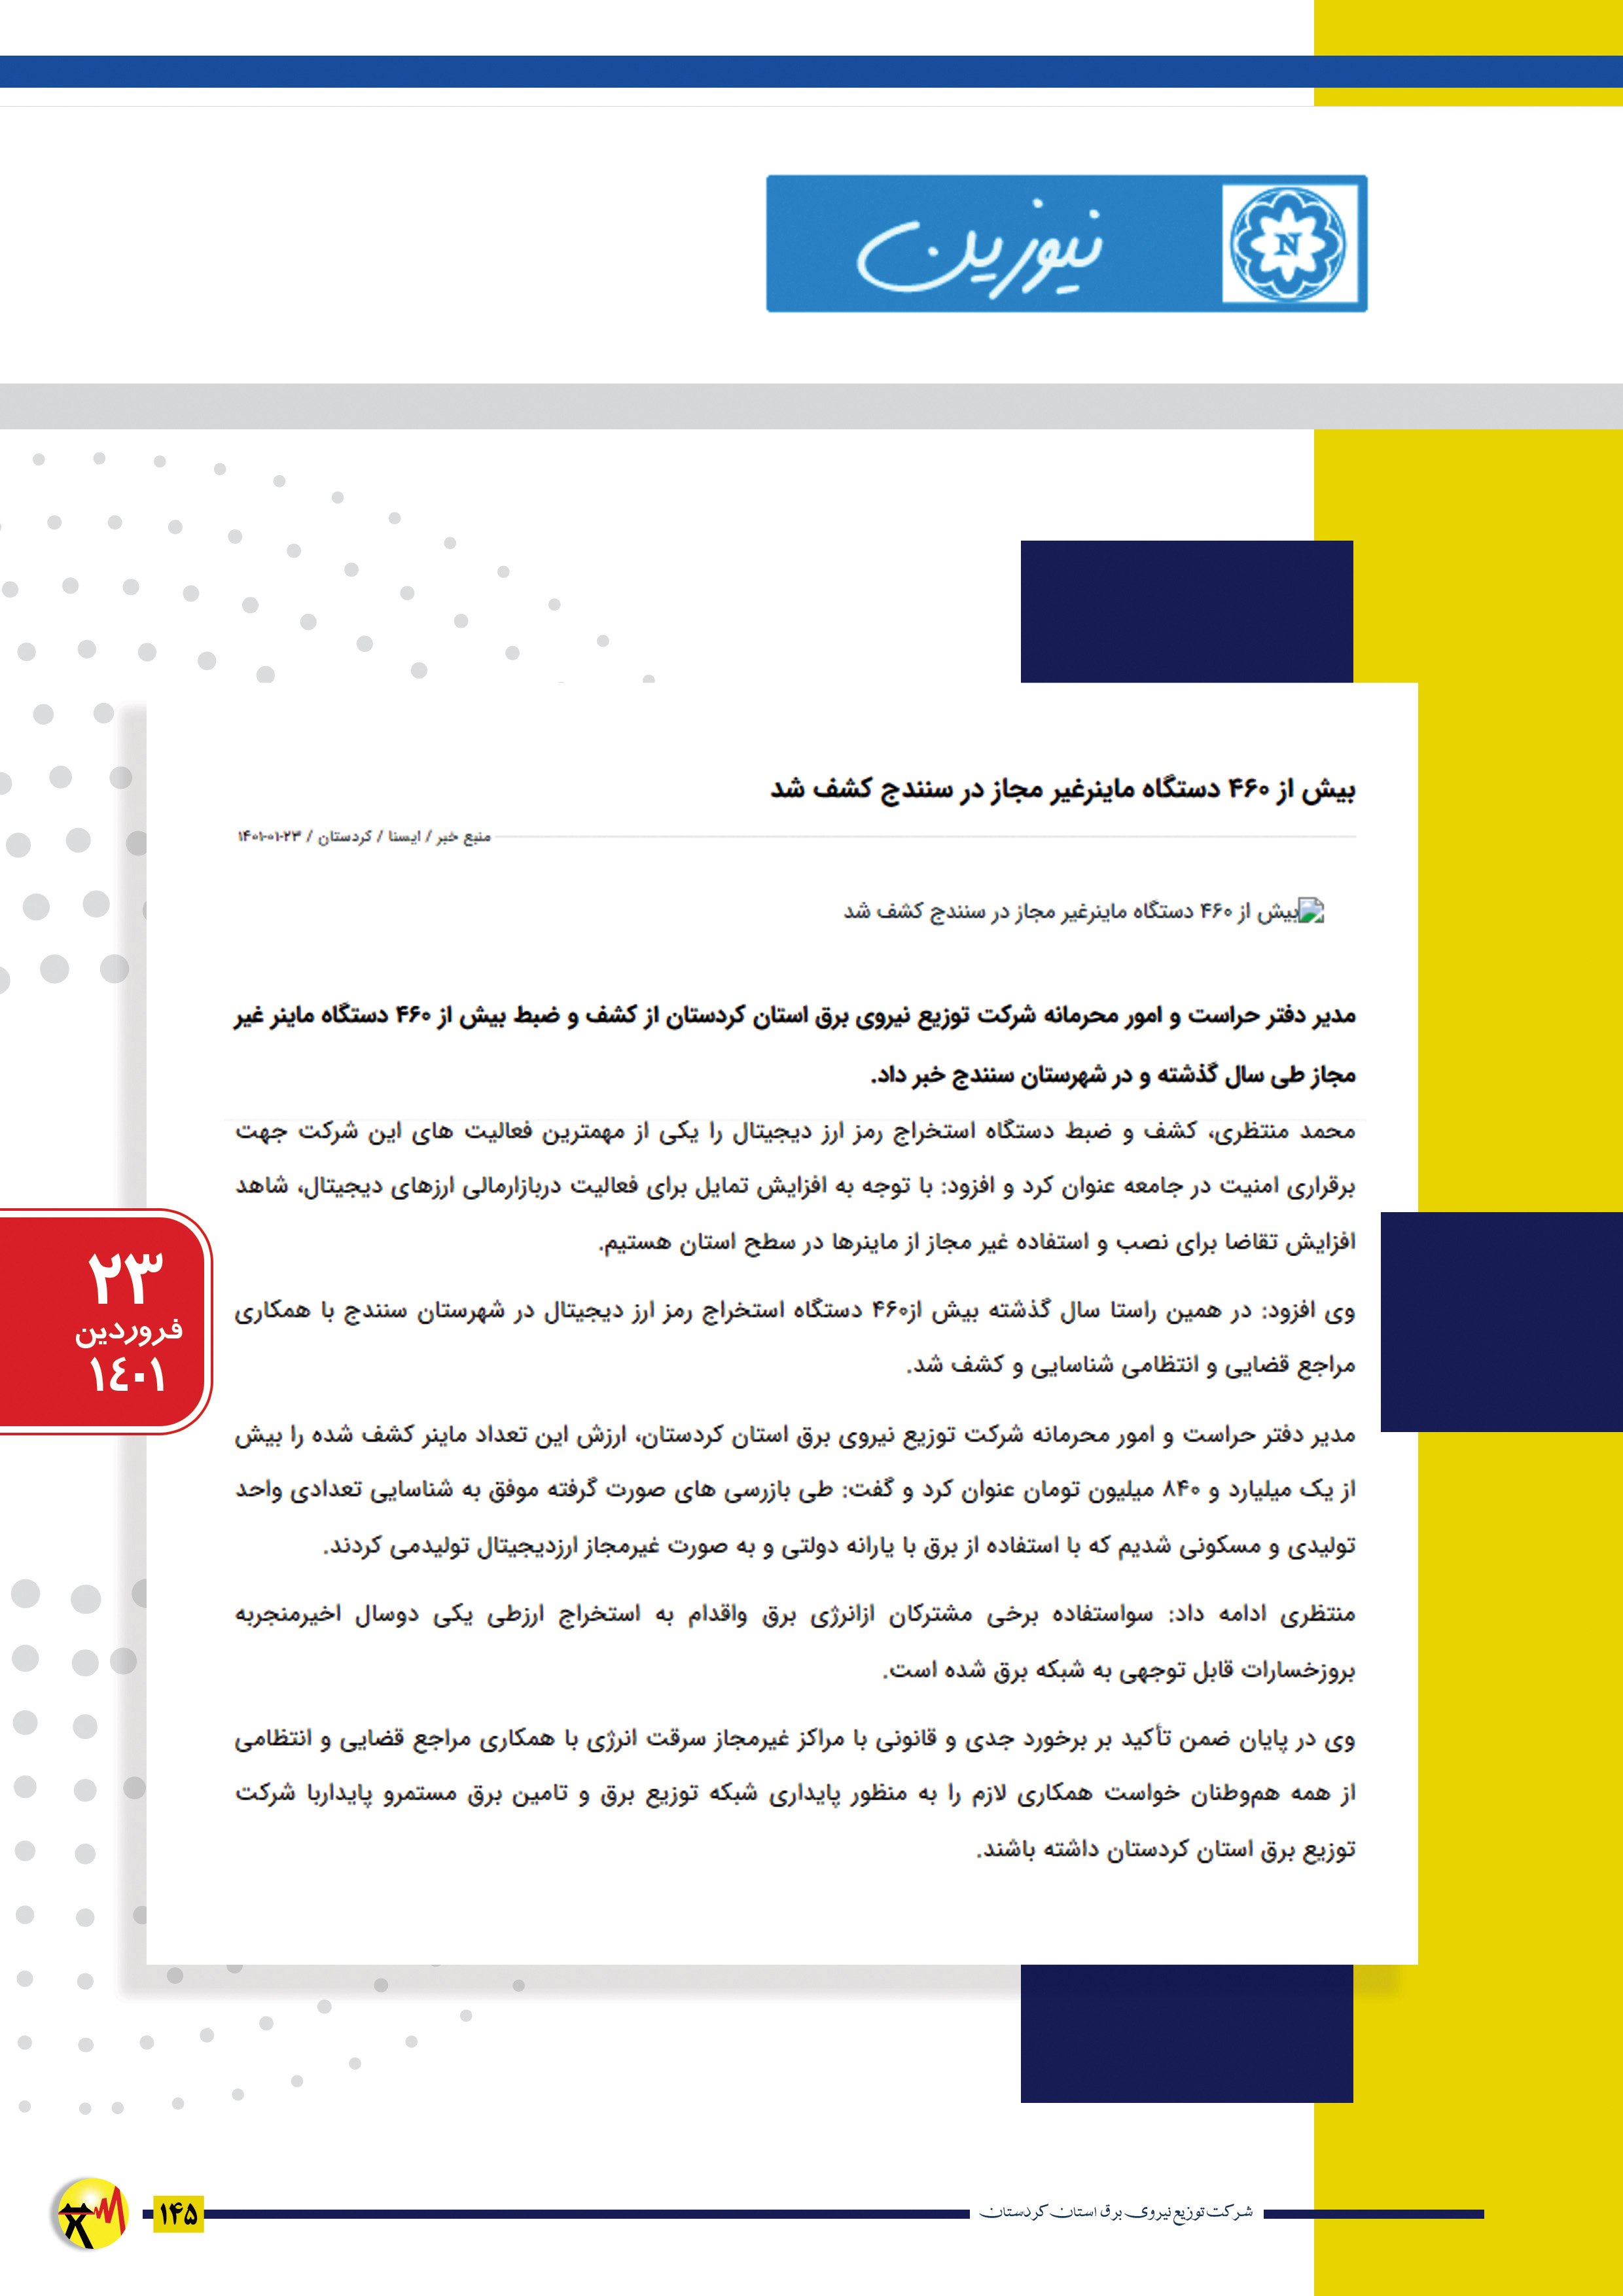 نیوزین
N
بیش از ۴۶۰ دستگاه ماینرغیر مجاز در سنندج کشف شد
منبع خبر / ایسنا / کردستان / ۲۳-۰۱-۱۴۰۱
بیش از ۴۶۰ دستگاه ماینرغیر مجاز در سنندج کشف شد
مدیر دفتر حراست و امور محرمانه شرکت توزیع نیروی برق استان کردستان از کشف و ضبط بیش از ۴۶۰ دستگاه ماینر غیر
مجاز طی سال گذشته و در شهرستان سنندج خبر داد.
محمد منتظری، کشف و ضبط دستگاه استخراج رمز ارز دیجیتال را یکی از مهمترین فعالیت های این شرکت جهت
برقراری امنیت در جامعه عنوان کرد و افزود: با توجه به افزایش تمایل برای فعالیت دربازارمالی ارزهای دیجیتال، شاهد
افزایش تقاضا برای نصب و استفاده غیر مجاز از ماینرها در سطح استان هستیم.
وی افزود: در همین راستا سال گذشته بیش از۴۶۰ دستگاه استخراج رمز ارز دیجیتال در شهرستان سنندج با همکاری
مراجع قضایی و انتظامی شناسایی و کشف شد.
مدیر دفتر حراست و امور محرمانه شرکت توزیع نیروی برق استان کردستان، ارزش این تعداد ماینر کشف شده را بیش
از یک میلیارد و ۸۴۰ میلیون تومان عنوان کرد و گفت: طی بازرسی های صورت گرفته موفق به شناسایی تعدادی واحد
تولیدی و مسکونی شدیم که با استفاده از برق با یارانه دولتی و به صورت غیرمجاز ارزدیجیتال تولیدمی کردند.
منتظری ادامه داد: سواستفاده برخی مشترکان ازانرژی برق واقدام به استخراج ارزطی یکی دوسال اخیرمنجربه
بروزخسارات قابل توجهی به شبکه برق شده است.
وی در پایان ضمن تأکید بر برخورد جدی و قانونی با مراکز غیرمجاز سرقت انرژی با همکاری مراجع قضایی و انتظامی
از همه هم‌وطنان خواست همکاری لازم را به منظور پایداری شبکه توزیع برق و تامین برق مستمرو پایداربا شرکت
توزیع برق استان کردستان داشته باشند.
۲۳
فروردین
۱٤۰۱
شرکت توزیع نیروی برق استان کردستان
۱۴۵